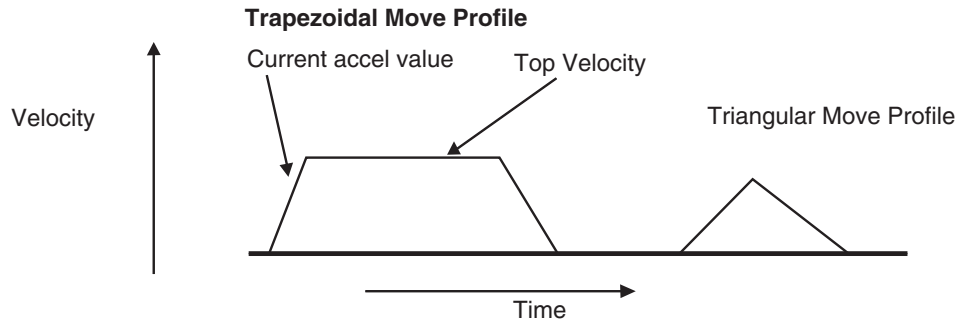 Trapezoidal Move Profile
Current accel value
Top Velocity
Velocity
Triangular Move Profile
Time